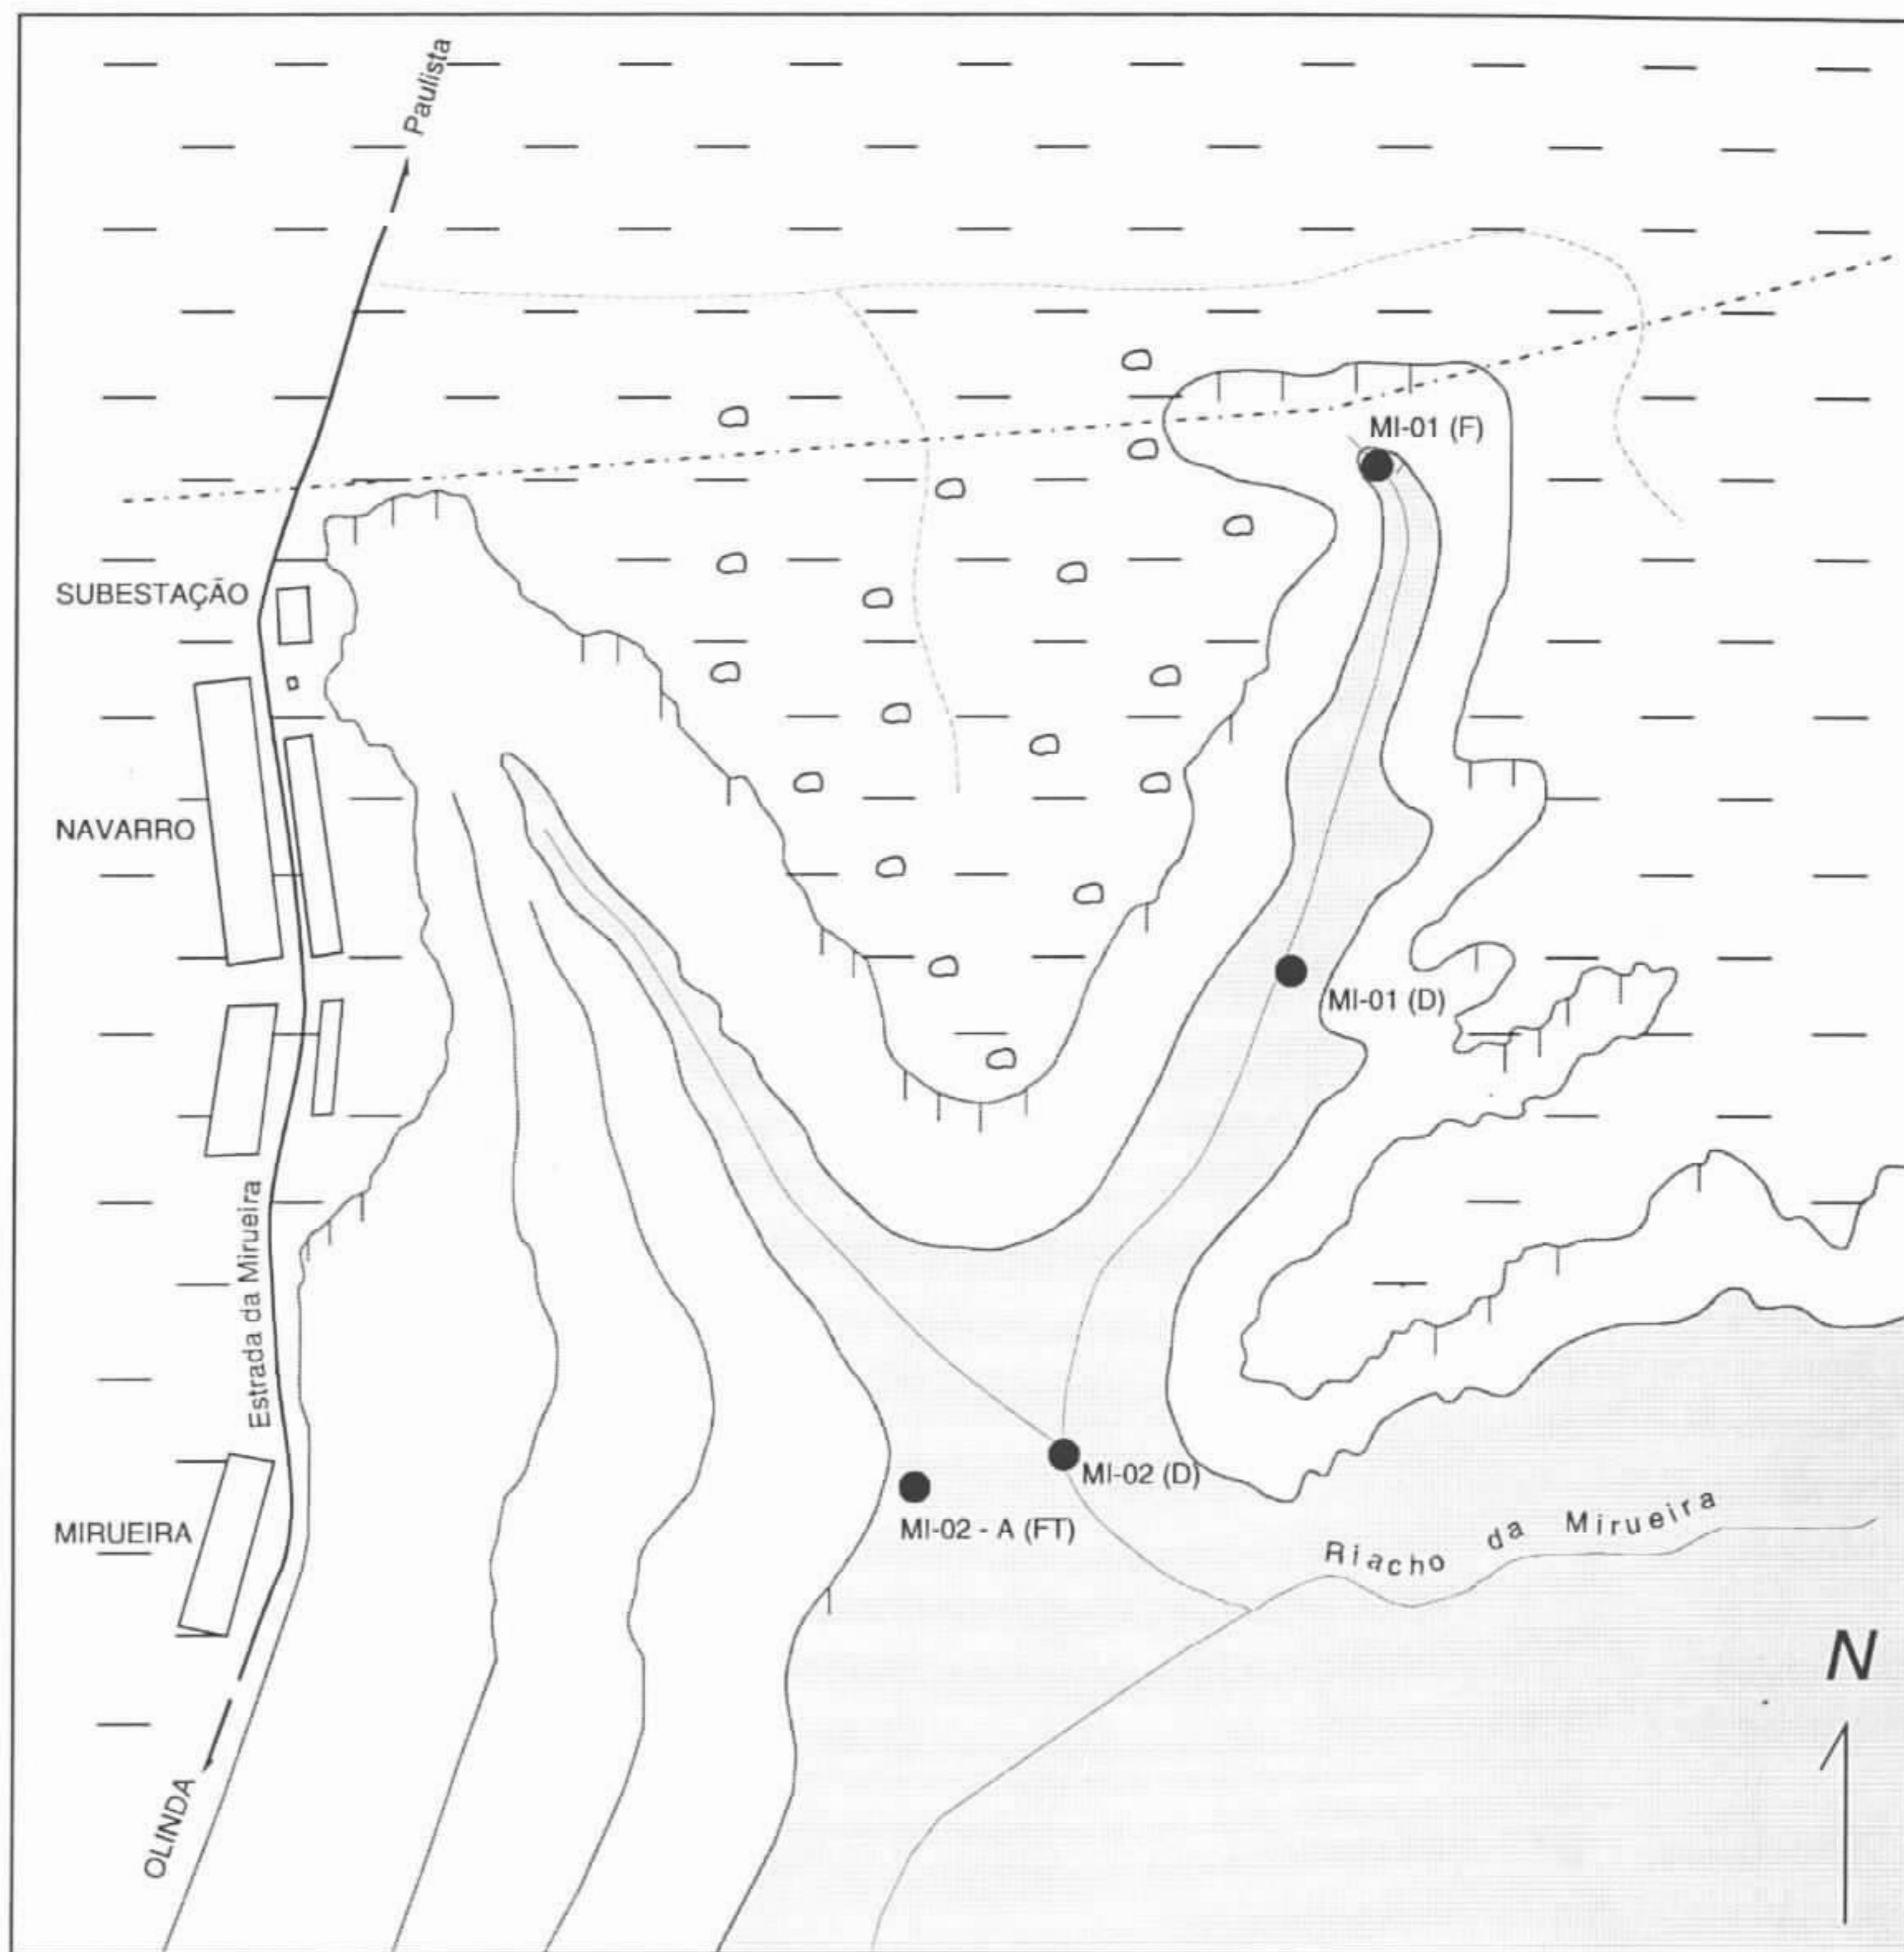 Paulista
MI-01 (F)
SUBESTAÇÃO
NAVARRO
MI-01 (D)
Estrada da Mirueira
MI-02 (D)
MI-02 - A (FT)
MIRUEIRA
Riacho da Mirueira
N
OLINDA